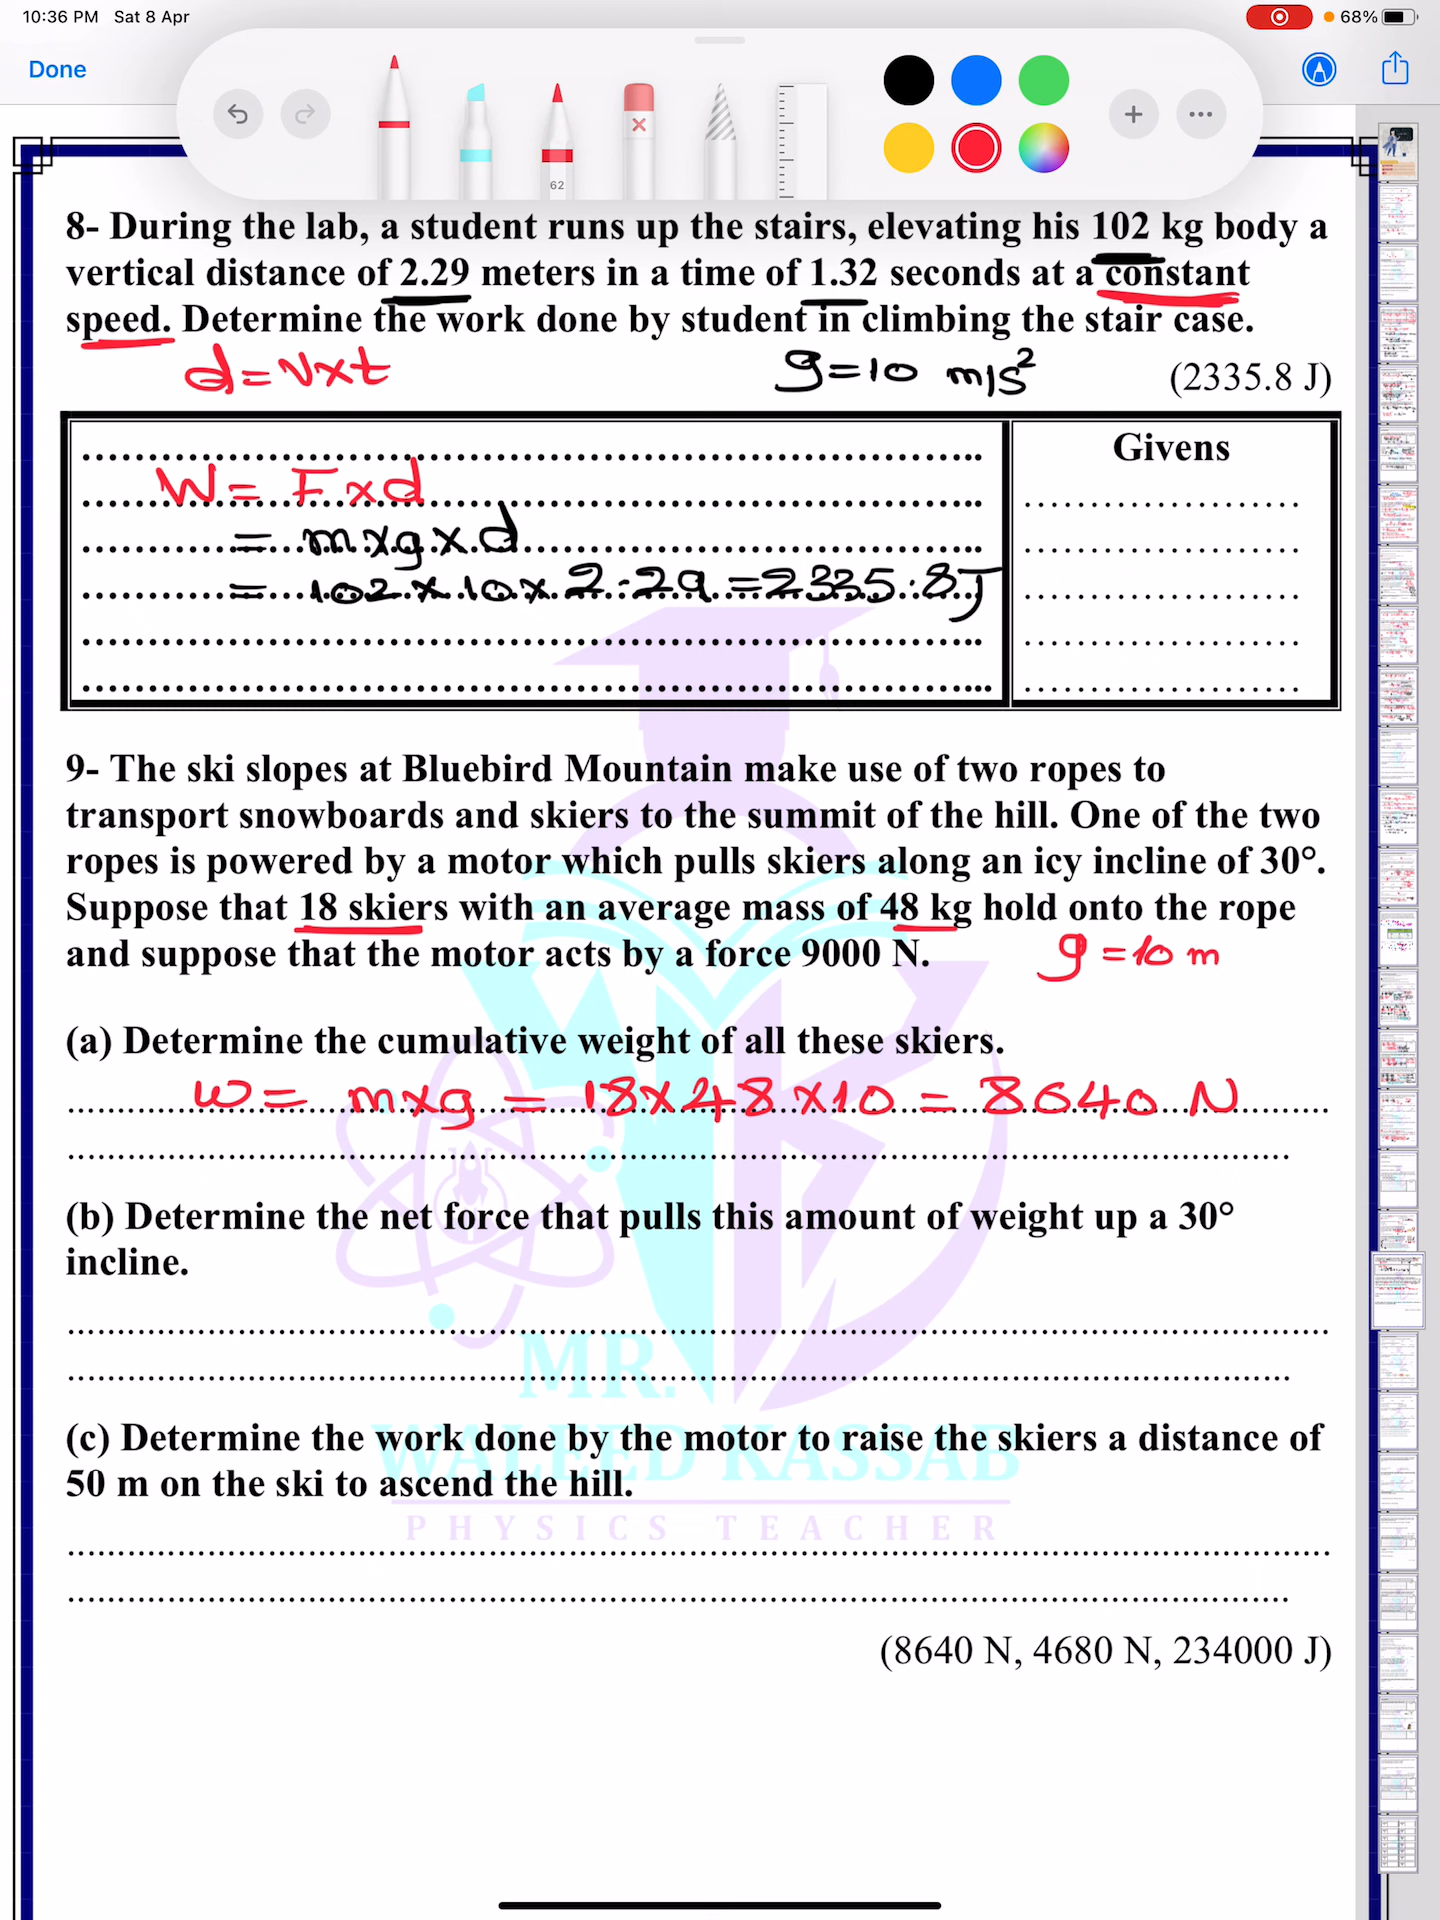 10:36 PM Sat 8 Apr
68%
Done
62
8- During the lab, a student runs up the stairs, elevating his 102 kg body a
vertical distance of 2.29 meters in a time of 1.32 seconds at a constant
speed. Determine the work done by student in climbing the stair case.
d = v x t
g = 10 m/s²
(2335.8 J)
Givens
W = F x d
= m x g x d
= 102 x 10 x 2.29 = 2335.8 J
9- The ski slopes at Bluebird Mountain make use of two ropes to
transport snowboards and skiers to the summit of the hill. One of the two
ropes is powered by a motor which pulls skiers along an icy incline of 30°.
Suppose that 18 skiers with an average mass of 48 kg hold onto the rope
and suppose that the motor acts by a force 9000 N.
g = 10 m
(a) Determine the cumulative weight of all these skiers.
w = m x g = 18 x 48 x 10 = 8640 N
(b) Determine the net force that pulls this amount of weight up a 30°
incline.
MR.
(c) Determine the work done by the motor to raise the skiers a distance of
WALEED KASSAB
50 m on the ski to ascend the hill.
PHYSICS TEACHER
(8640 N, 4680 N, 234000 J)